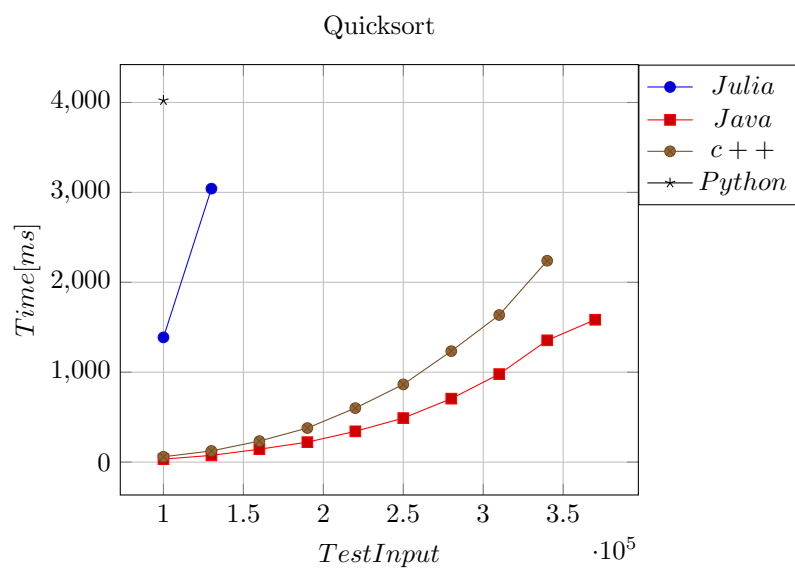 Quicksort
Julia
Java
c + +
Python
4,000
3,000
2,000
1,000
0
Time[ms]
1 1.5 2 2.5 3 3.5
TestInput
·10^5